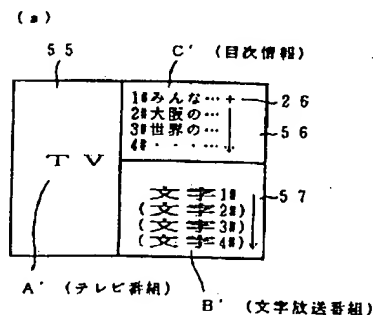 (a)
55
C' (目次情報)
1#みんな…+
2#大阪の…
3#世界の…
4#・・・…
26
56
TV
文字1#
(文字2#)
(文字3#)
(文字4#)
57
A' (テレビ番組)
B' (文字放送番組)